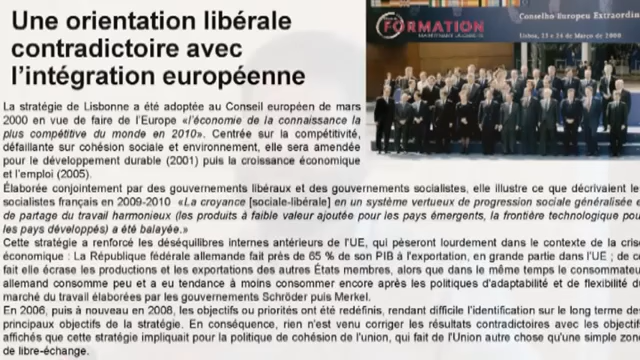 Une orientation libérale
contradictoire avec
l'intégration européenne
FORMATION
Conselho Europeu Extraordin
Lisboa, 23 e 24 de Março de 2000
La stratégie de Lisbonne a été adoptée au Conseil européen de mars
2000 en vue de faire de l'Europe «l'économie de la connaissance la
plus compétitive du monde en 2010». Centrée sur la compétitivité,
défaillante sur cohésion sociale et environnement, elle sera amendée
pour le développement durable (2001) puis la croissance économique
et l'emploi (2005).
Élaborée conjointement par des gouvernements libéraux et des gouvernements socialistes, elle illustre ce que décrivaient les
socialistes français en 2009-2010 «La croyance [sociale-libérale] en un système vertueux de progression sociale généralisée e
de partage du travail harmonieux (les produits à faible valeur ajoutée pour les pays émergents, la frontière technologique pou
les pays développés) a été balayée.»
Cette stratégie a renforcé les déséquilibres internes antérieurs de l'UE, qui pèseront lourdement dans le contexte de la cris
économique : La République fédérale allemande fait près de 65 % de son PIB à l'exportation, en grande partie dans l'UE ; de ce
fait elle écrase les productions et les exportations des autres États membres, alors que dans le même temps le consommateu
allemand consomme peu et a eu tendance à moins consommer encore après les politiques d'adaptabilité et de flexibilité du
marché du travail élaborées par les gouvernements Schröder puis Merkel.
En 2006, puis à nouveau en 2008, les objectifs ou priorités ont été redéfinis, rendant difficile l'identification sur le long terme des
principaux objectifs de la stratégie. En conséquence, rien n'est venu corriger les résultats contradictoires avec les objectifs
affichés que cette stratégie impliquait pour la politique de cohésion de l'union, qui fait de l'Union autre chose qu'une simple zone
de libre-échange.